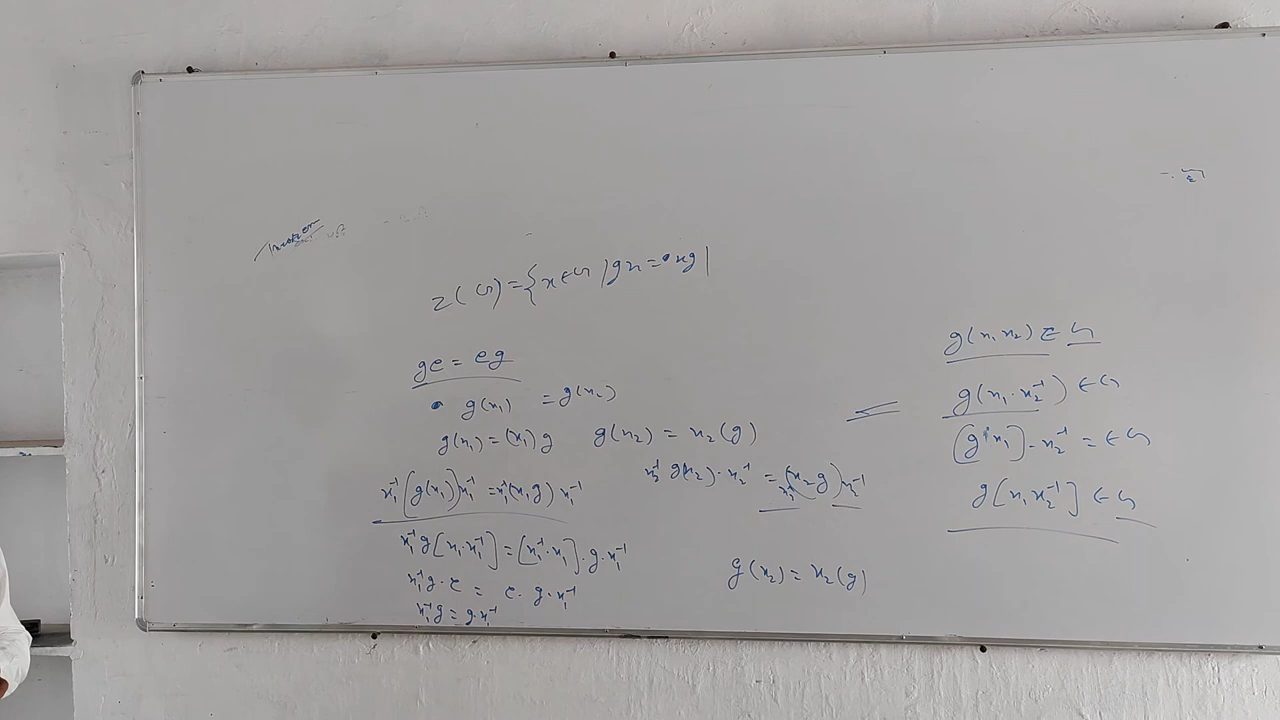 Z(G) = { x ∈ G | gx = xg |
ge = eg
g(x₁) = g(x₂)
g(x₁) = (x₁)g g(x₂) = x₂(g)
x₁⁻¹[g(x₁)]x₁⁻¹ = x₁⁻¹(x₁g)x₁⁻¹
x₁⁻¹g[x₁·x₁⁻¹] = [x₁⁻¹·x₁]·g·x₁⁻¹
x₁⁻¹g·e = e·g·x₁⁻¹
x₁⁻¹g = g·x₁⁻¹
x₂⁻¹ g(x₂)·x₂⁻¹ = (x₂g)x₂⁻¹
g(x₂) = x₂(g)
g(x₁x₂) ∈ G
g(x₁·x₂⁻¹) ∈ G
(g·x₁]·x₂⁻¹ = ∈ G
g[x₁x₂⁻¹] ∈ G